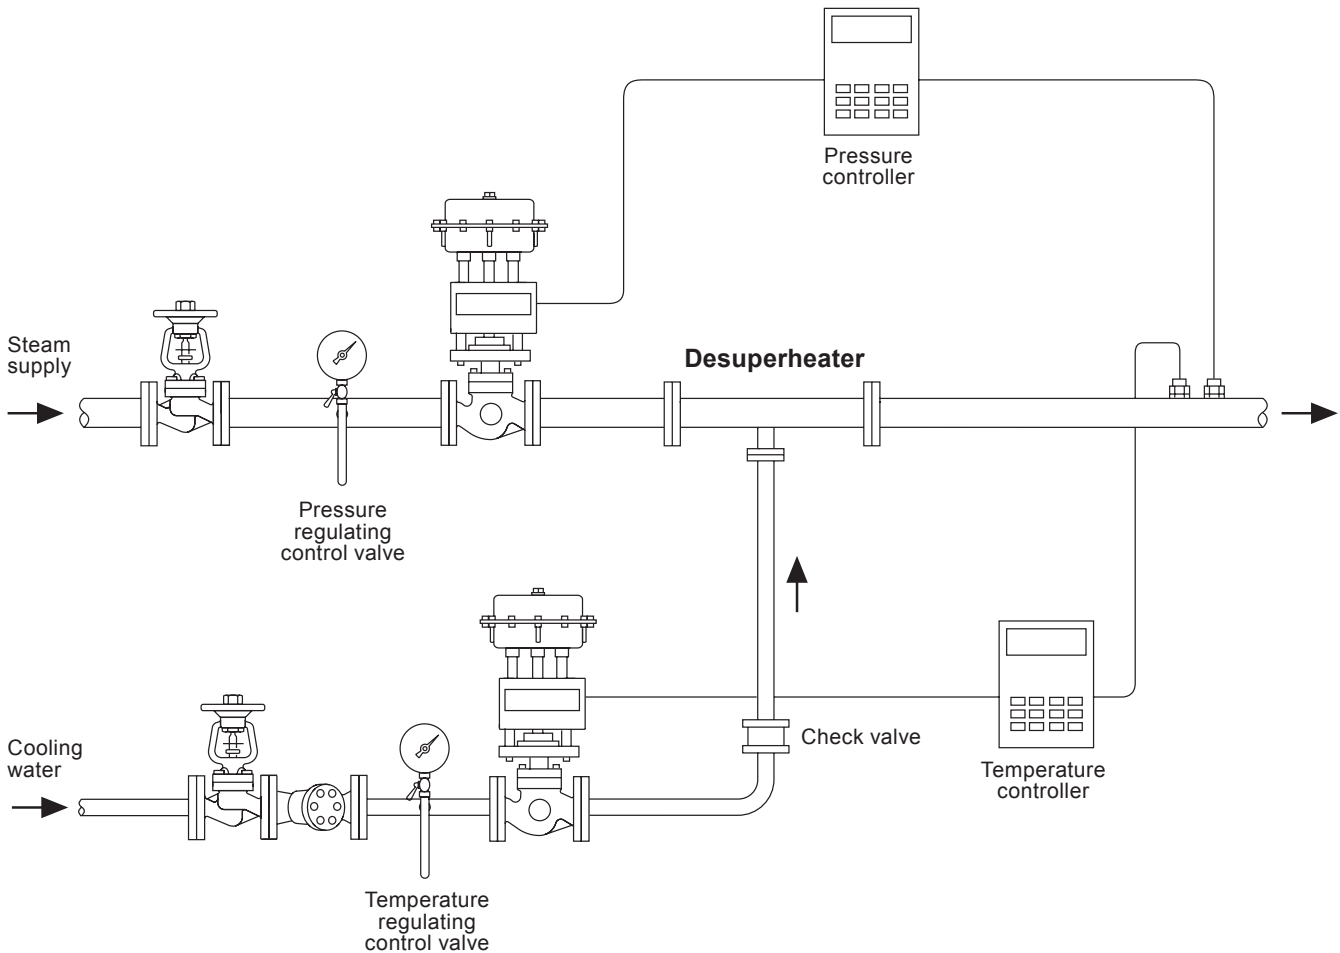 Pressure
controller
Steam
supply
Desuperheater
Pressure
regulating
control valve
Check valve
Cooling
water
Temperature
controller
Temperature
regulating
control valve